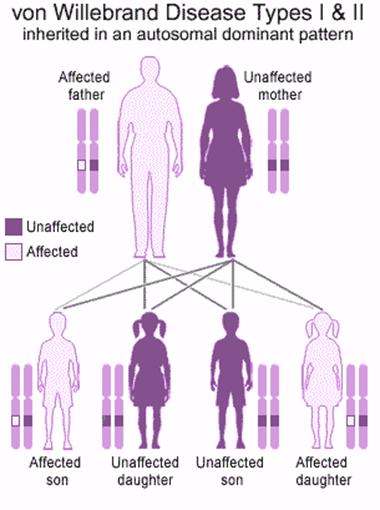 von Willebrand Disease Types I & II
inherited in an autosomal dominant pattern
Affected
father
Unaffected
mother
Unaffected
Affected
Affected
son
Unaffected
daughter
Unaffected
son
Affected
daughter